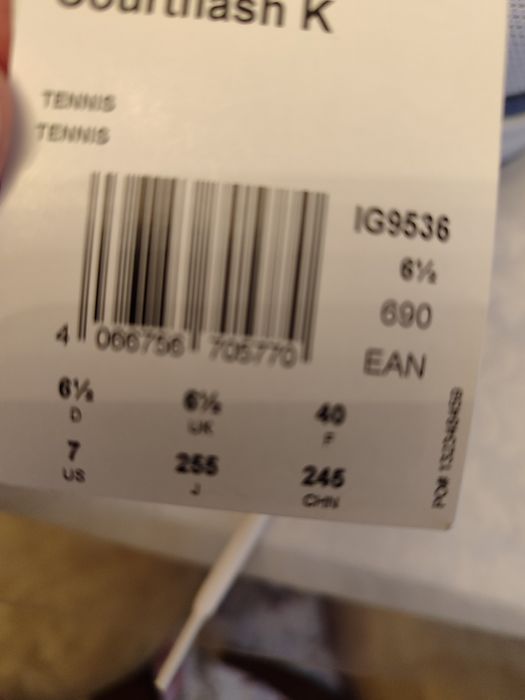 Courtflash K
TENNIS
TENNIS
IG9536
6½
690
EAN
4 066756 705770
6½ 6½ 40
D UK F
7 255 245
US J CHN